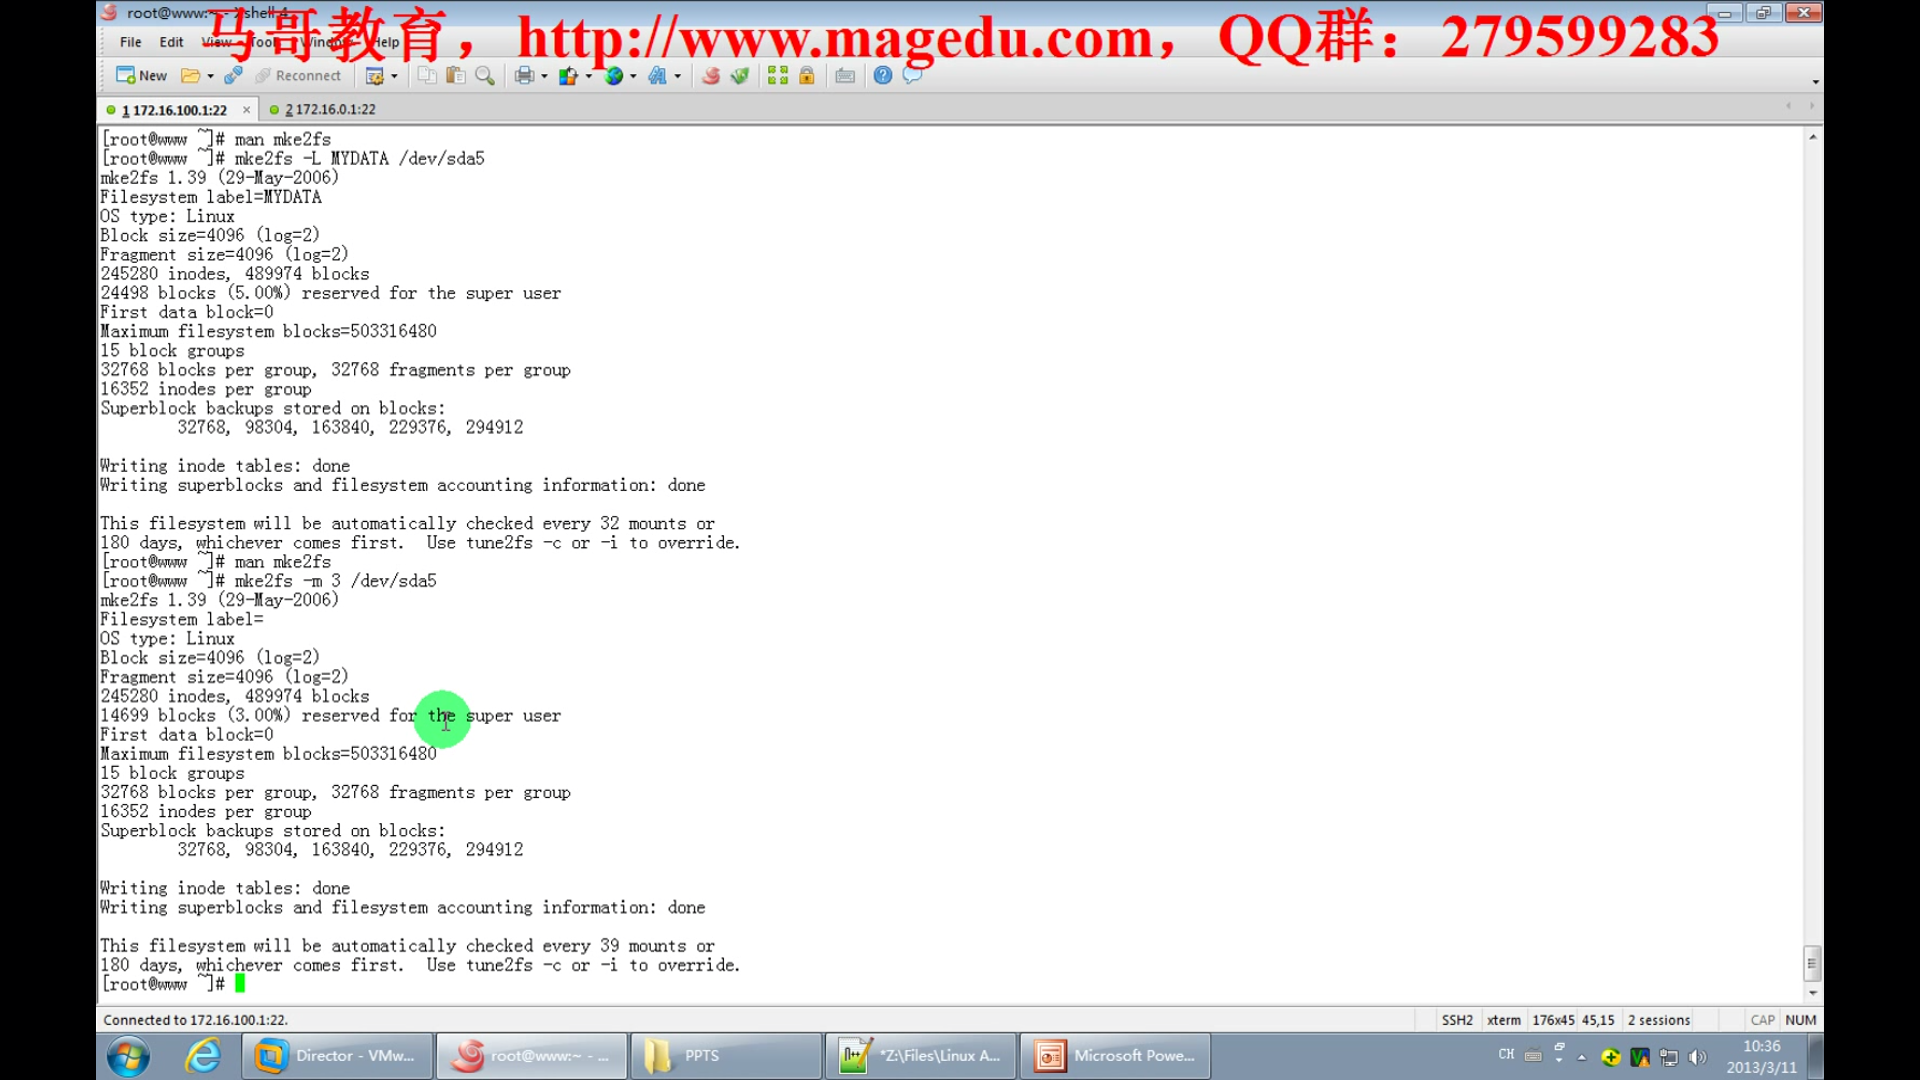 root@www:~ - Xshell 4
马哥教育，http://www.magedu.com，QQ群：279599283
File Edit View Tools Window Help
New Reconnect
1 172.16.100.1:22 × 2 172.16.0.1:22
[root@www ~]# man mke2fs
[root@www ~]# mke2fs -L MYDATA /dev/sda5
mke2fs 1.39 (29-May-2006)
Filesystem label=MYDATA
OS type: Linux
Block size=4096 (log=2)
Fragment size=4096 (log=2)
245280 inodes, 489974 blocks
24498 blocks (5.00%) reserved for the super user
First data block=0
Maximum filesystem blocks=503316480
15 block groups
32768 blocks per group, 32768 fragments per group
16352 inodes per group
Superblock backups stored on blocks:
32768, 98304, 163840, 229376, 294912
Writing inode tables: done
Writing superblocks and filesystem accounting information: done
This filesystem will be automatically checked every 32 mounts or
180 days, whichever comes first.  Use tune2fs -c or -i to override.
[root@www ~]# man mke2fs
[root@www ~]# mke2fs -m 3 /dev/sda5
mke2fs 1.39 (29-May-2006)
Filesystem label=
OS type: Linux
Block size=4096 (log=2)
Fragment size=4096 (log=2)
245280 inodes, 489974 blocks
14699 blocks (3.00%) reserved for the super user
First data block=0
Maximum filesystem blocks=503316480
15 block groups
32768 blocks per group, 32768 fragments per group
16352 inodes per group
Superblock backups stored on blocks:
32768, 98304, 163840, 229376, 294912
Writing inode tables: done
Writing superblocks and filesystem accounting information: done
This filesystem will be automatically checked every 39 mounts or
180 days, whichever comes first.  Use tune2fs -c or -i to override.
[root@www ~]#
Connected to 172.16.100.1:22. SSH2 xterm 176x45 45,15 2 sessions CAP NUM
Director - VMw... root@www:~ - ... PPTS *Z:\Files\Linux A... Microsoft Powe... CH 10:36
2013/3/11